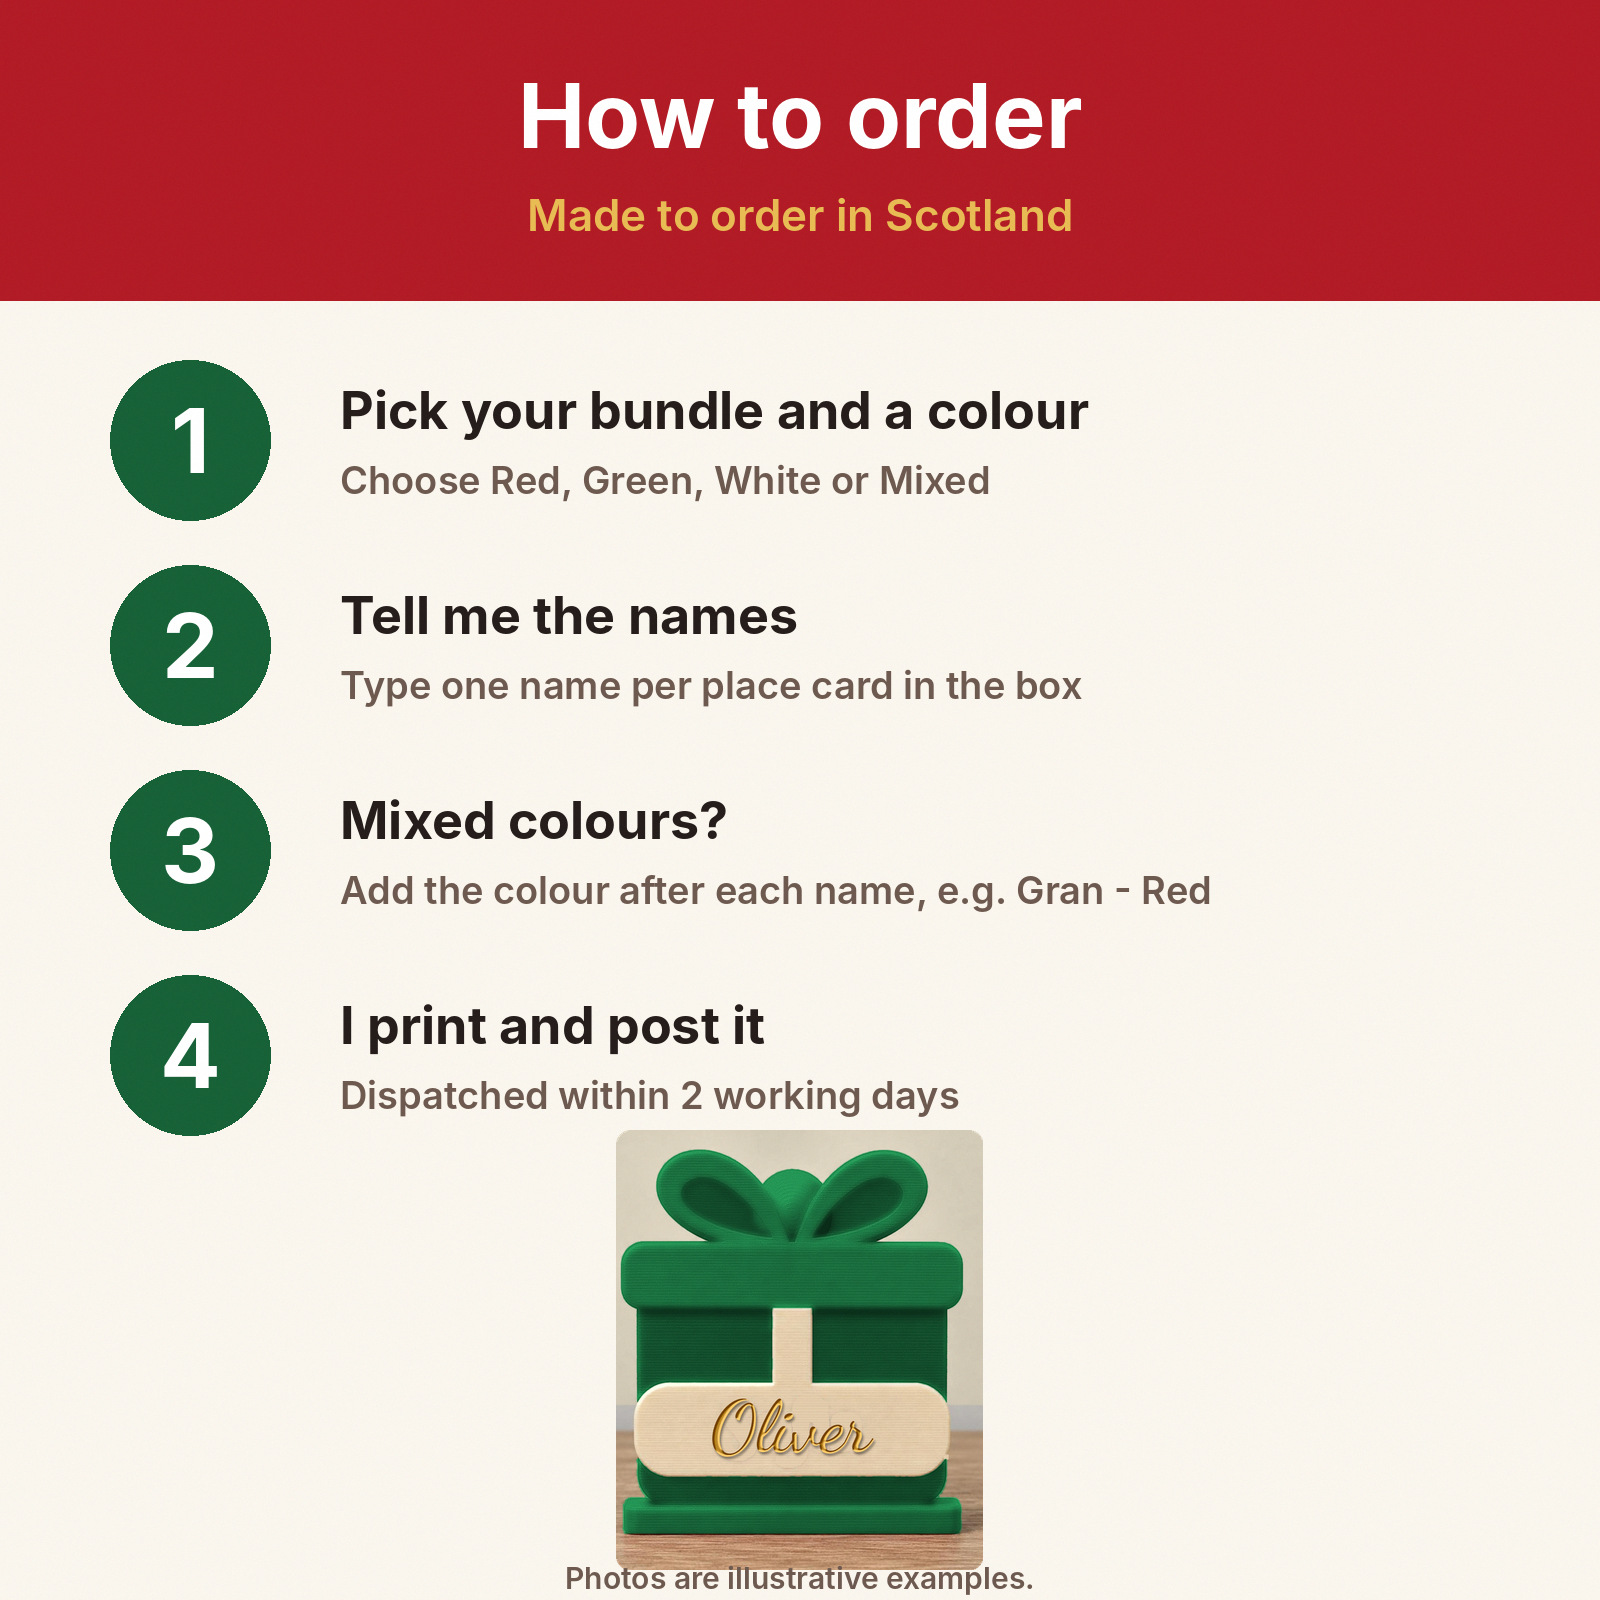 How to order
Made to order in Scotland
1
Pick your bundle and a colour
Choose Red, Green, White or Mixed
2
Tell me the names
Type one name per place card in the box
3
Mixed colours?
Add the colour after each name, e.g. Gran - Red
4
I print and post it
Dispatched within 2 working days
Oliver
Photos are illustrative examples.